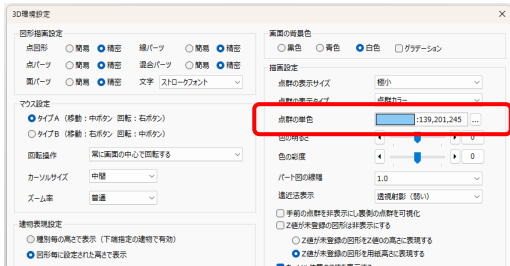 3D環境設定
図形描画設定
点図形 簡易 精密 線パーツ 簡易 精密
点パーツ 簡易 精密 混合パーツ 簡易 精密
面パーツ 簡易 精密 文字 ストロークフォント
マウス設定
タイプA（移動：中ボタン 回転：右ボタン）
タイプB（移動：右ボタン 回転：中ボタン）
回転操作 常に画面の中心で回転する
カーソルサイズ 中間
ズーム率 普通
建物表現設定
種別毎の高さで表示（下端指定の建物で有効）
図形毎に設定された高さで表示
画面の背景色
黒色 青色 白色 グラデーション
描画設定
点群の表示サイズ 極小
点群の表示タイプ 点群カラー
点群の単色 :139,201,245 ...
色の明るさ 0
色の彩度 0
パート図の線幅 1.0
遠近法表示 透視射影（弱い）
手前の点群を非表示にし裏側の点群を可視化
Z値が未登録の図形は非表示にする
Z値が未登録の図形をZ値0の高さに表現する
Z値が未登録の図形を用紙高さに表現する